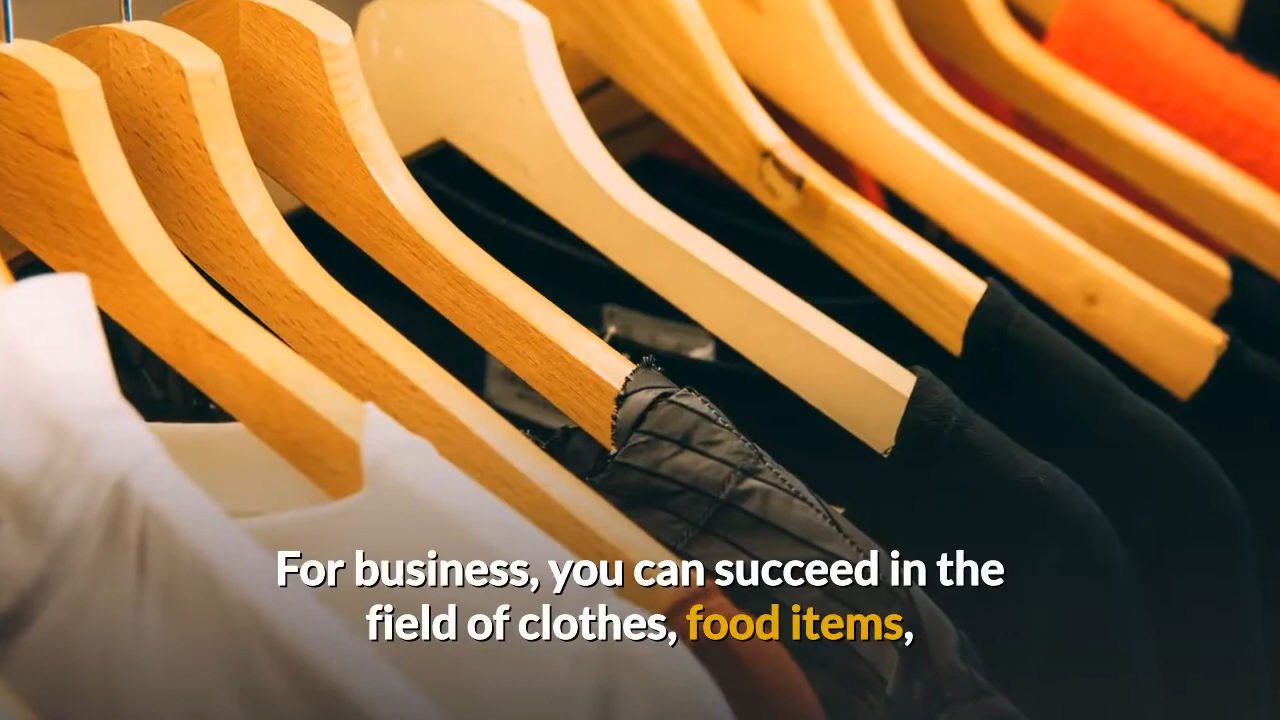 For business, you can succeed in the
field of clothes, food items,